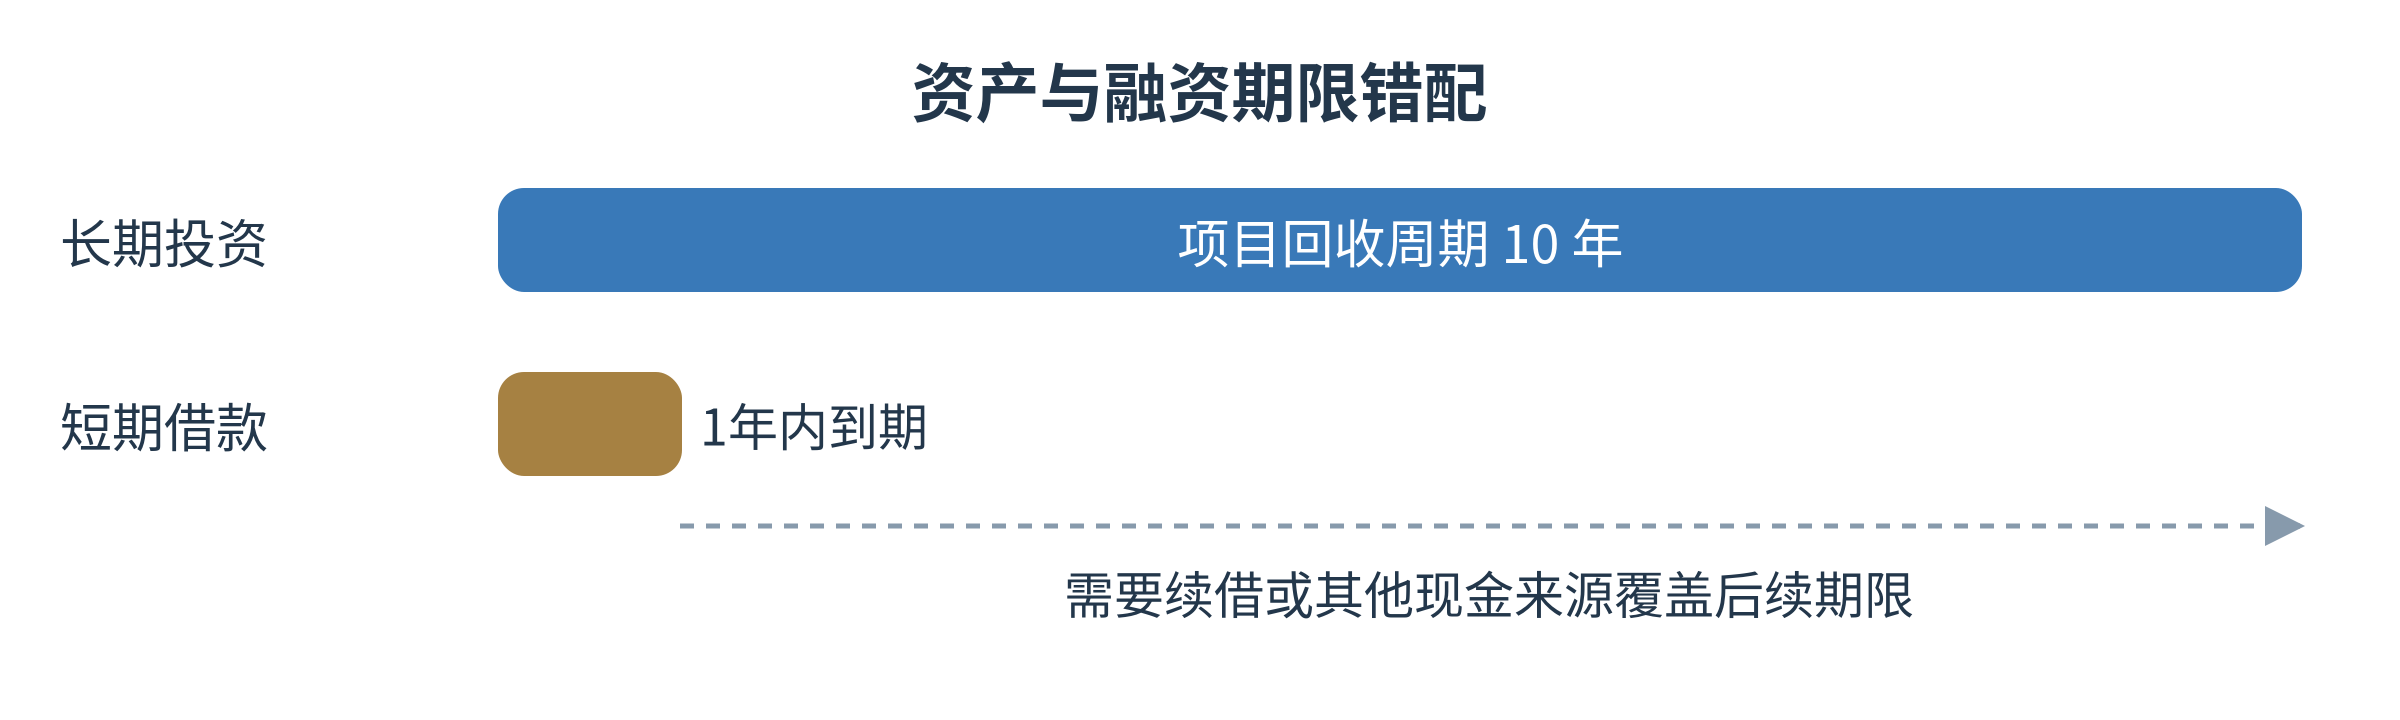 资产与融资期限错配
长期投资
项目回收周期 10 年
短期借款
1年内到期
需要续借或其他现金来源覆盖后续期限